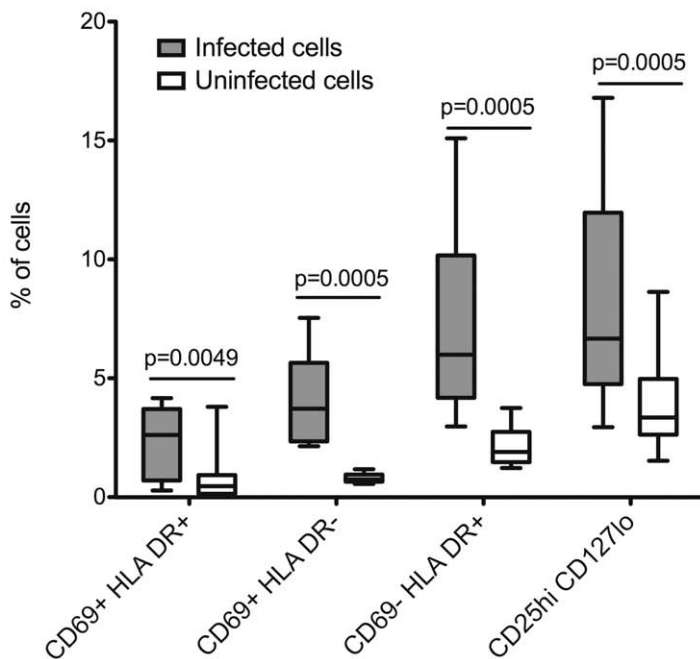 20
Infected cells
Uninfected cells
p=0.0005
p=0.0005
15
% of cells
10
p=0.0005
p=0.0049
5
0
CD69+ HLA DR+
CD69+ HLA DR-
CD69- HLA DR+
CD25hi CD127lo